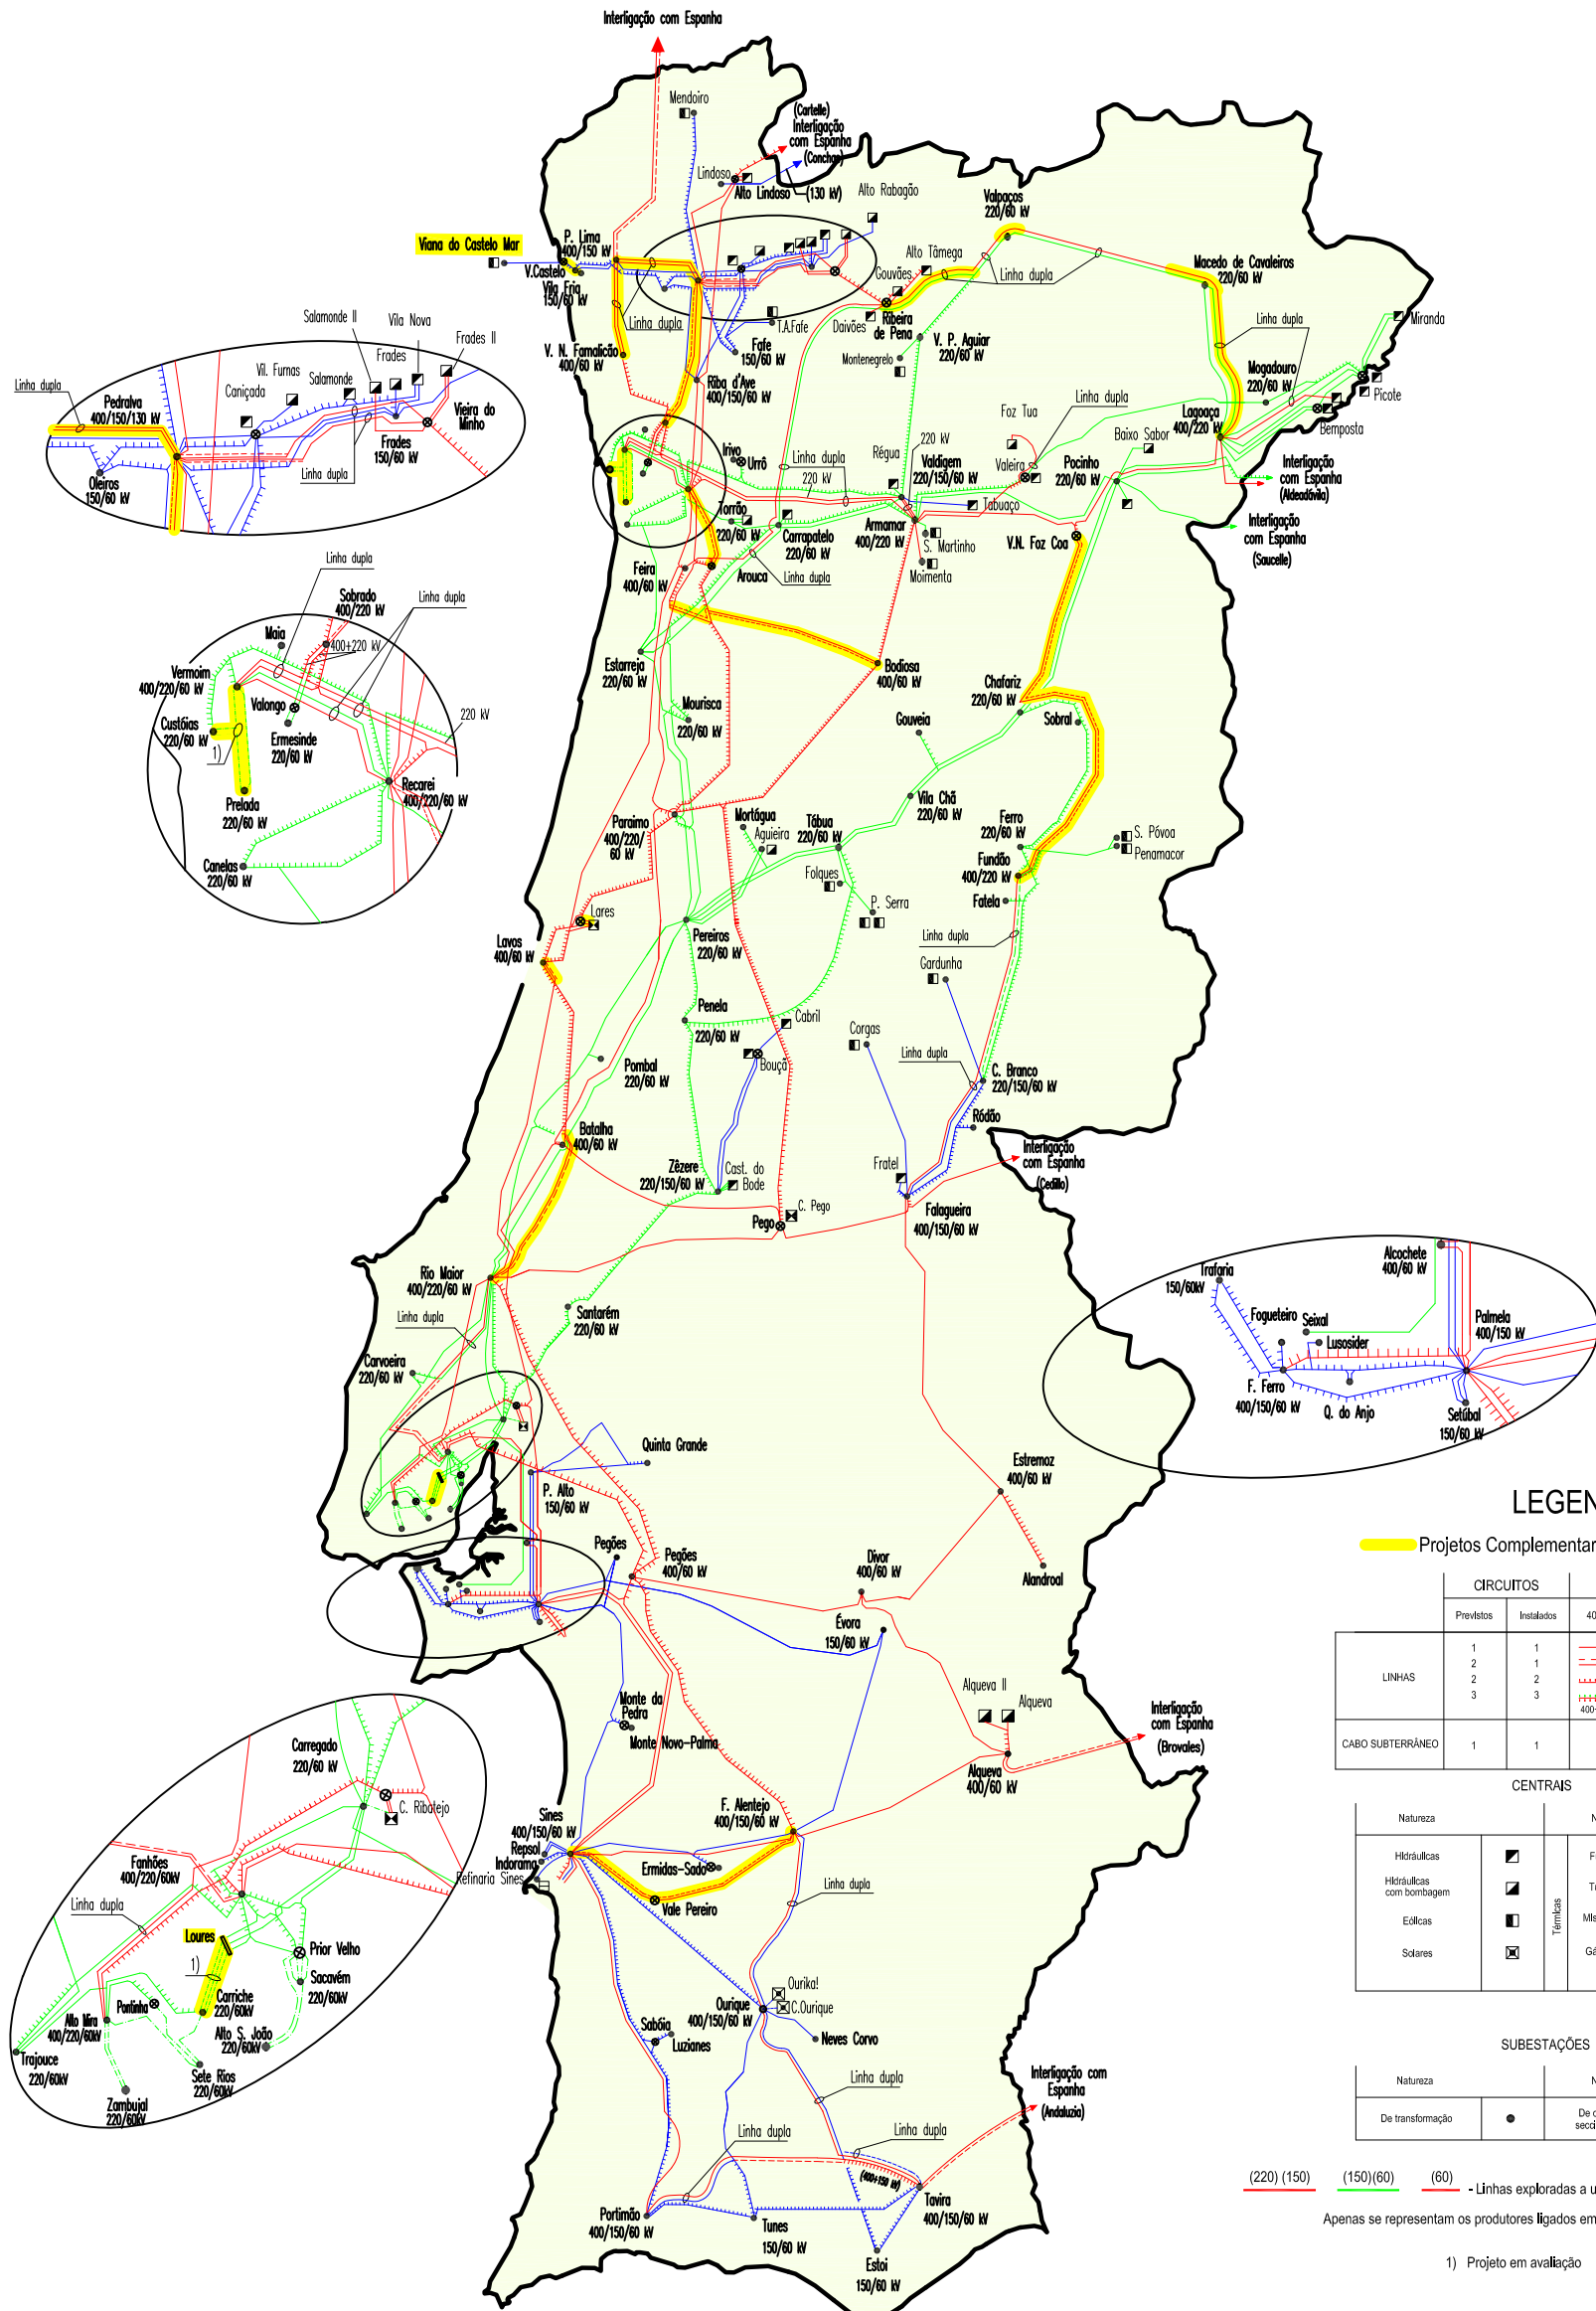 Interligação com Espanha
Mendoiro
(Cartelle)
Interligação
com Espanha
(Conchas)
Lindoso
Alto Lindoso
(130 kV)
Alto Rabagão
Valpaços
220/60 kV
Viana do Castelo Mar
P. Lima
400/150 kV
V.Castelo
Vila Fria
150/60 kV
Alto Tâmega
Gouvães
Linha dupla
Macedo de Cavaleiros
220/60 kV
Linha dupla
Daivões
Ribeira
de Pena
T.A.Fafe
Linha dupla
Miranda
V. N. Famalicão
400/60 kV
Fafe
150/60 kV
Montenegrelo
V. P. Aguiar
220/60 kV
Riba d'Ave
400/150/60 kV
Mogadouro
220/60 kV
Picote
Bemposta
Lagoaça
400/220 kV
Foz Tua
Linha dupla
Baixo Sabor
Irivo
Urrô
Linha dupla
220 kV
Régua
220 kV
Valdigem
220/150/60 kV
Valeira
Pocinho
220/60 kV
Interligação
com Espanha
(Aldeadávila)
Tabuaço
Torrão
220/60 kV
Carrapatelo
220/60 kV
Armamar
400/220 kV
S. Martinho
Moimenta
V.N. Foz Coa
Interligação
com Espanha
(Saucelle)
Feira
400/60 kV
Arouca
Linha dupla
Estarreja
220/60 kV
Bodiosa
400/60 kV
Chafariz
220/60 kV
Sobral
Mourisca
220/60 kV
Gouveia
Vila Chã
220/60 kV
Paraimo
400/220/
60 kV
Mortágua
Aguieira
Tábua
220/60 kV
Ferro
220/60 kV
S. Póvoa
Penamacor
Fundão
400/220 kV
Folques
P. Serra
Fatela
Lares
Lavos
400/60 kV
Pereiros
220/60 kV
Linha dupla
Gardunha
Penela
220/60 kV
Cabril
Corgas
Bouçã
Linha dupla
Pombal
220/60 kV
C. Branco
220/150/60 kV
Ródão
Batalha
400/60 kV
Interligação
com Espanha
(Cedillo)
Zêzere
220/150/60 kV
Cast. do
Bode
Fratel
C. Pego
Pego
Falagueira
400/150/60 kV
Rio Maior
400/220/60 kV
Santarém
220/60 kV
Linha dupla
Carvoeira
220/60 kV
Quinta Grande
P. Alto
150/60 kV
Estremoz
400/60 kV
Pegões
Pegões
400/60 kV
Divor
400/60 kV
Alandroal
Évora
150/60 kV
Alqueva II
Alqueva
Interligação
com Espanha
(Brovales)
Monte da
Pedra
Monte Novo-Palma
Alqueva
400/60 kV
Sines
400/150/60 kV
Repsol
Indorama
Refinaria Sines
F. Alentejo
400/150/60 kV
Ermidas-Sado
Vale Pereiro
Linha dupla
Ourika!
C.Ourique
Ourique
400/150/60 kV
Neves Corvo
Sabóia
Luzianes
Linha dupla
Interligação com
Espanha
(Andaluzia)
Linha dupla
Linha dupla
(400+150 kV)
Portimão
400/150/60 kV
Tunes
150/60 kV
Tavira
400/150/60 kV
Estoi
150/60 kV
Linha dupla
Pedralva
400/150/130 kV
Caniçada
Vil. Furnas
Salamonde II
Salamonde
Vila Nova
Frades
Frades II
Vieira do
Minho
Frades
150/60 kV
Linha dupla
Oleiros
150/60 kV
Linha dupla
Sobrado
400/220 kV
Linha dupla
Maia
400+220 kV
Vermoim
400/220/60 kV
Valongo
Custóias
220/60 kV
1)
Ermesinde
220/60 kV
220 kV
Prelada
220/60 kV
Recarei
400/220/60 kV
Canelas
220/60 kV
Trafaria
150/60kV
Alcochete
400/60 kV
Fogueteiro
Seixal
Lusosider
Palmela
400/150 kV
F. Ferro
400/150/60 kV
Q. do Anjo
Setúbal
150/60 kV
Carregado
220/60 kV
C. Ribatejo
Fanhões
400/220/60kV
Linha dupla
Loures
1)
Prior Velho
Sacavém
220/60kV
Pontinha
Carriche
220/60kV
Alto Mira
400/220/60kV
Alto S. João
220/60kV
Trajouce
220/60kV
Sete Rios
220/60kV
Zambujal
220/60kV
LEGEN
Projetos Complementar
CIRCUITOS
Previstos
Instalados
40
LINHAS
1 1
2 1
2 2
3 3
400+
CABO SUBTERRÂNEO
1 1
CENTRAIS
Natureza
N
Hidráulicas
Hidráulicas
com bombagem
Eólicas
Solares
Térmicas
F
Tu
Mis
Gá
SUBESTAÇÕES
Natureza
N
De transformação
De c
secci
(220) (150)
(150)(60)
(60)
- Linhas exploradas a u
Apenas se representam os produtores ligados em
1) Projeto em avaliação